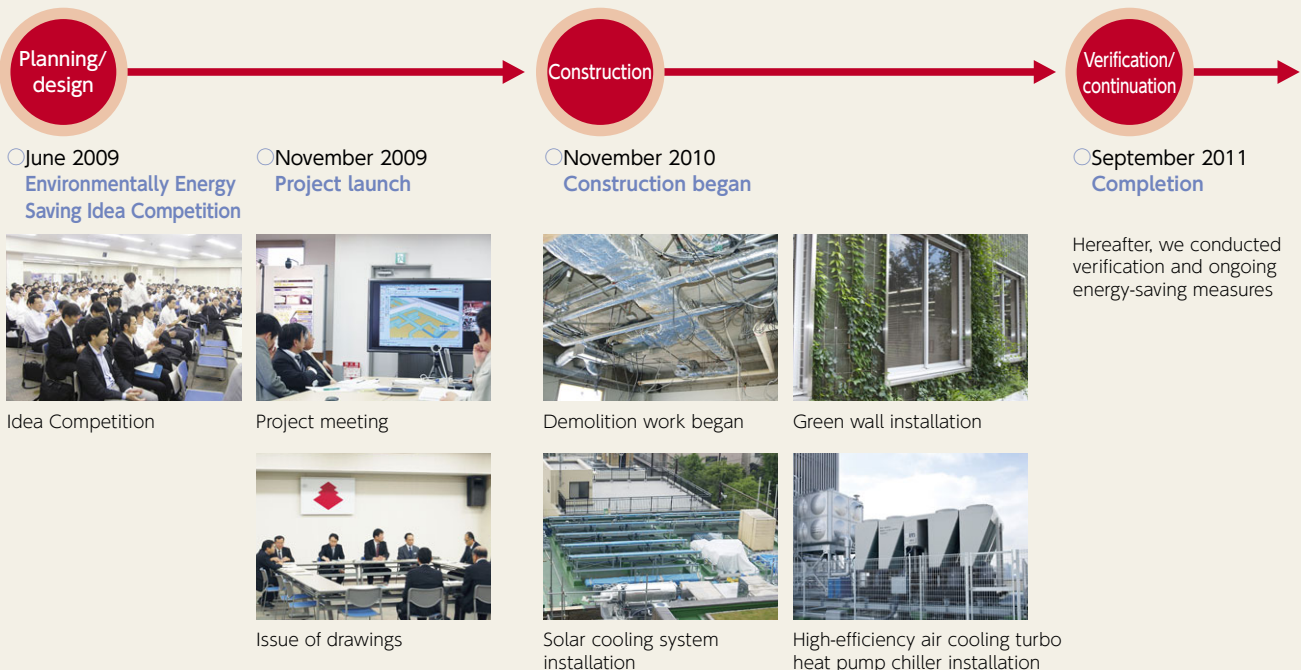 Planning/
design
Construction
Verification/
continuation
○June 2009
Environmentally Energy
Saving Idea Competition
○November 2009
Project launch
○November 2010
Construction began
○September 2011
Completion
Hereafter, we conducted
verification and ongoing
energy-saving measures
Idea Competition
Project meeting
Demolition work began
Green wall installation
Issue of drawings
Solar cooling system
installation
High-efficiency air cooling turbo
heat pump chiller installation